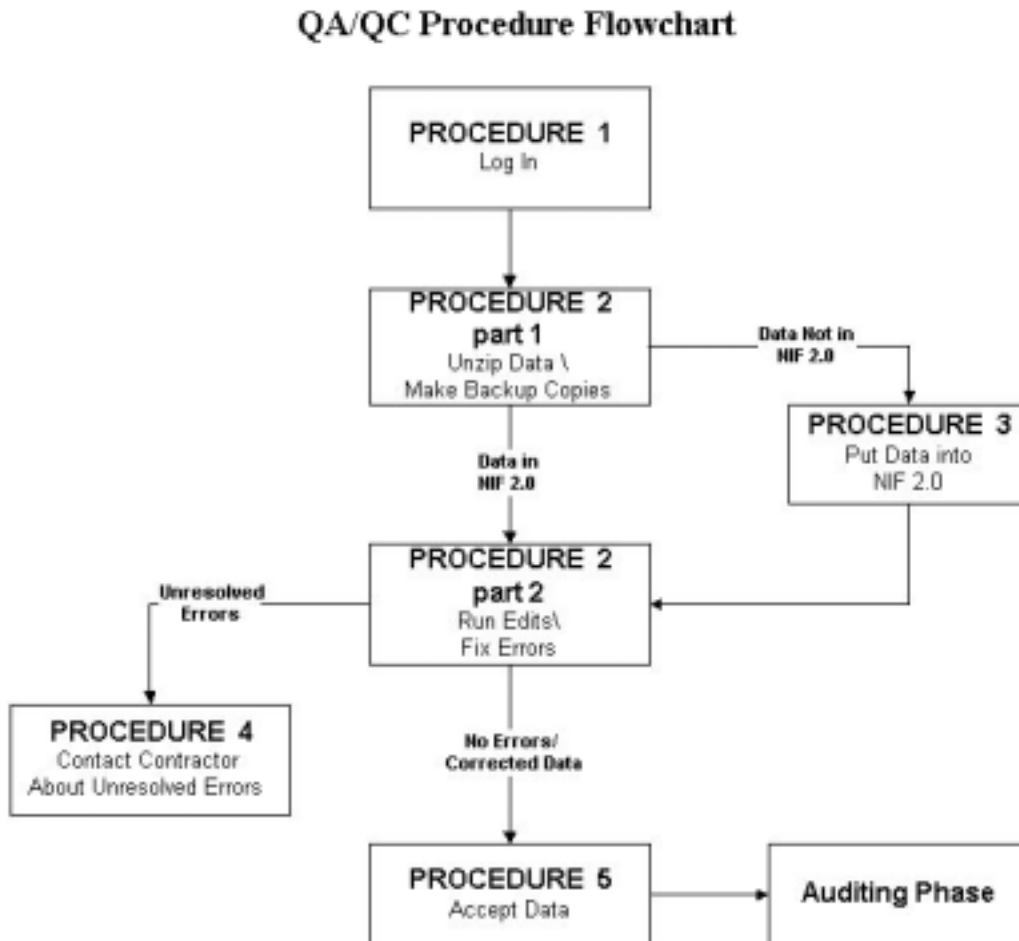 QA/QC Procedure Flowchart
PROCEDURE 1
Log In
PROCEDURE 2
part 1
Unzip Data \
Make Backup Copies
Data Not in
NIF 2.0
PROCEDURE 3
Put Data into
NIF 2.0
Data in
NIF 2.0
PROCEDURE 2
part 2
Run Edits\
Fix Errors
Unresolved
Errors
PROCEDURE 4
Contact Contractor
About Unresolved Errors
No Errors/
Corrected Data
PROCEDURE 5
Accept Data
Auditing Phase